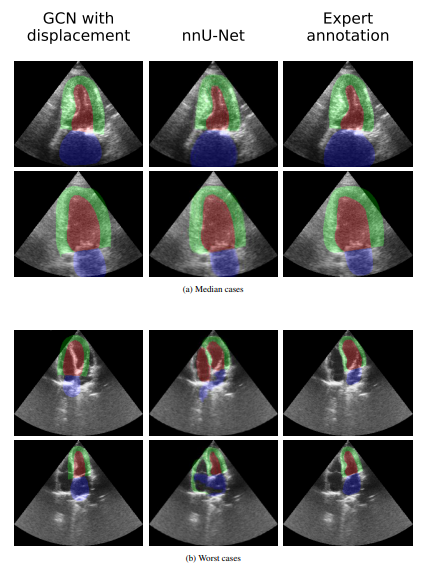 GCN with
displacement
nnU-Net
Expert
annotation
(a) Median cases
(b) Worst cases